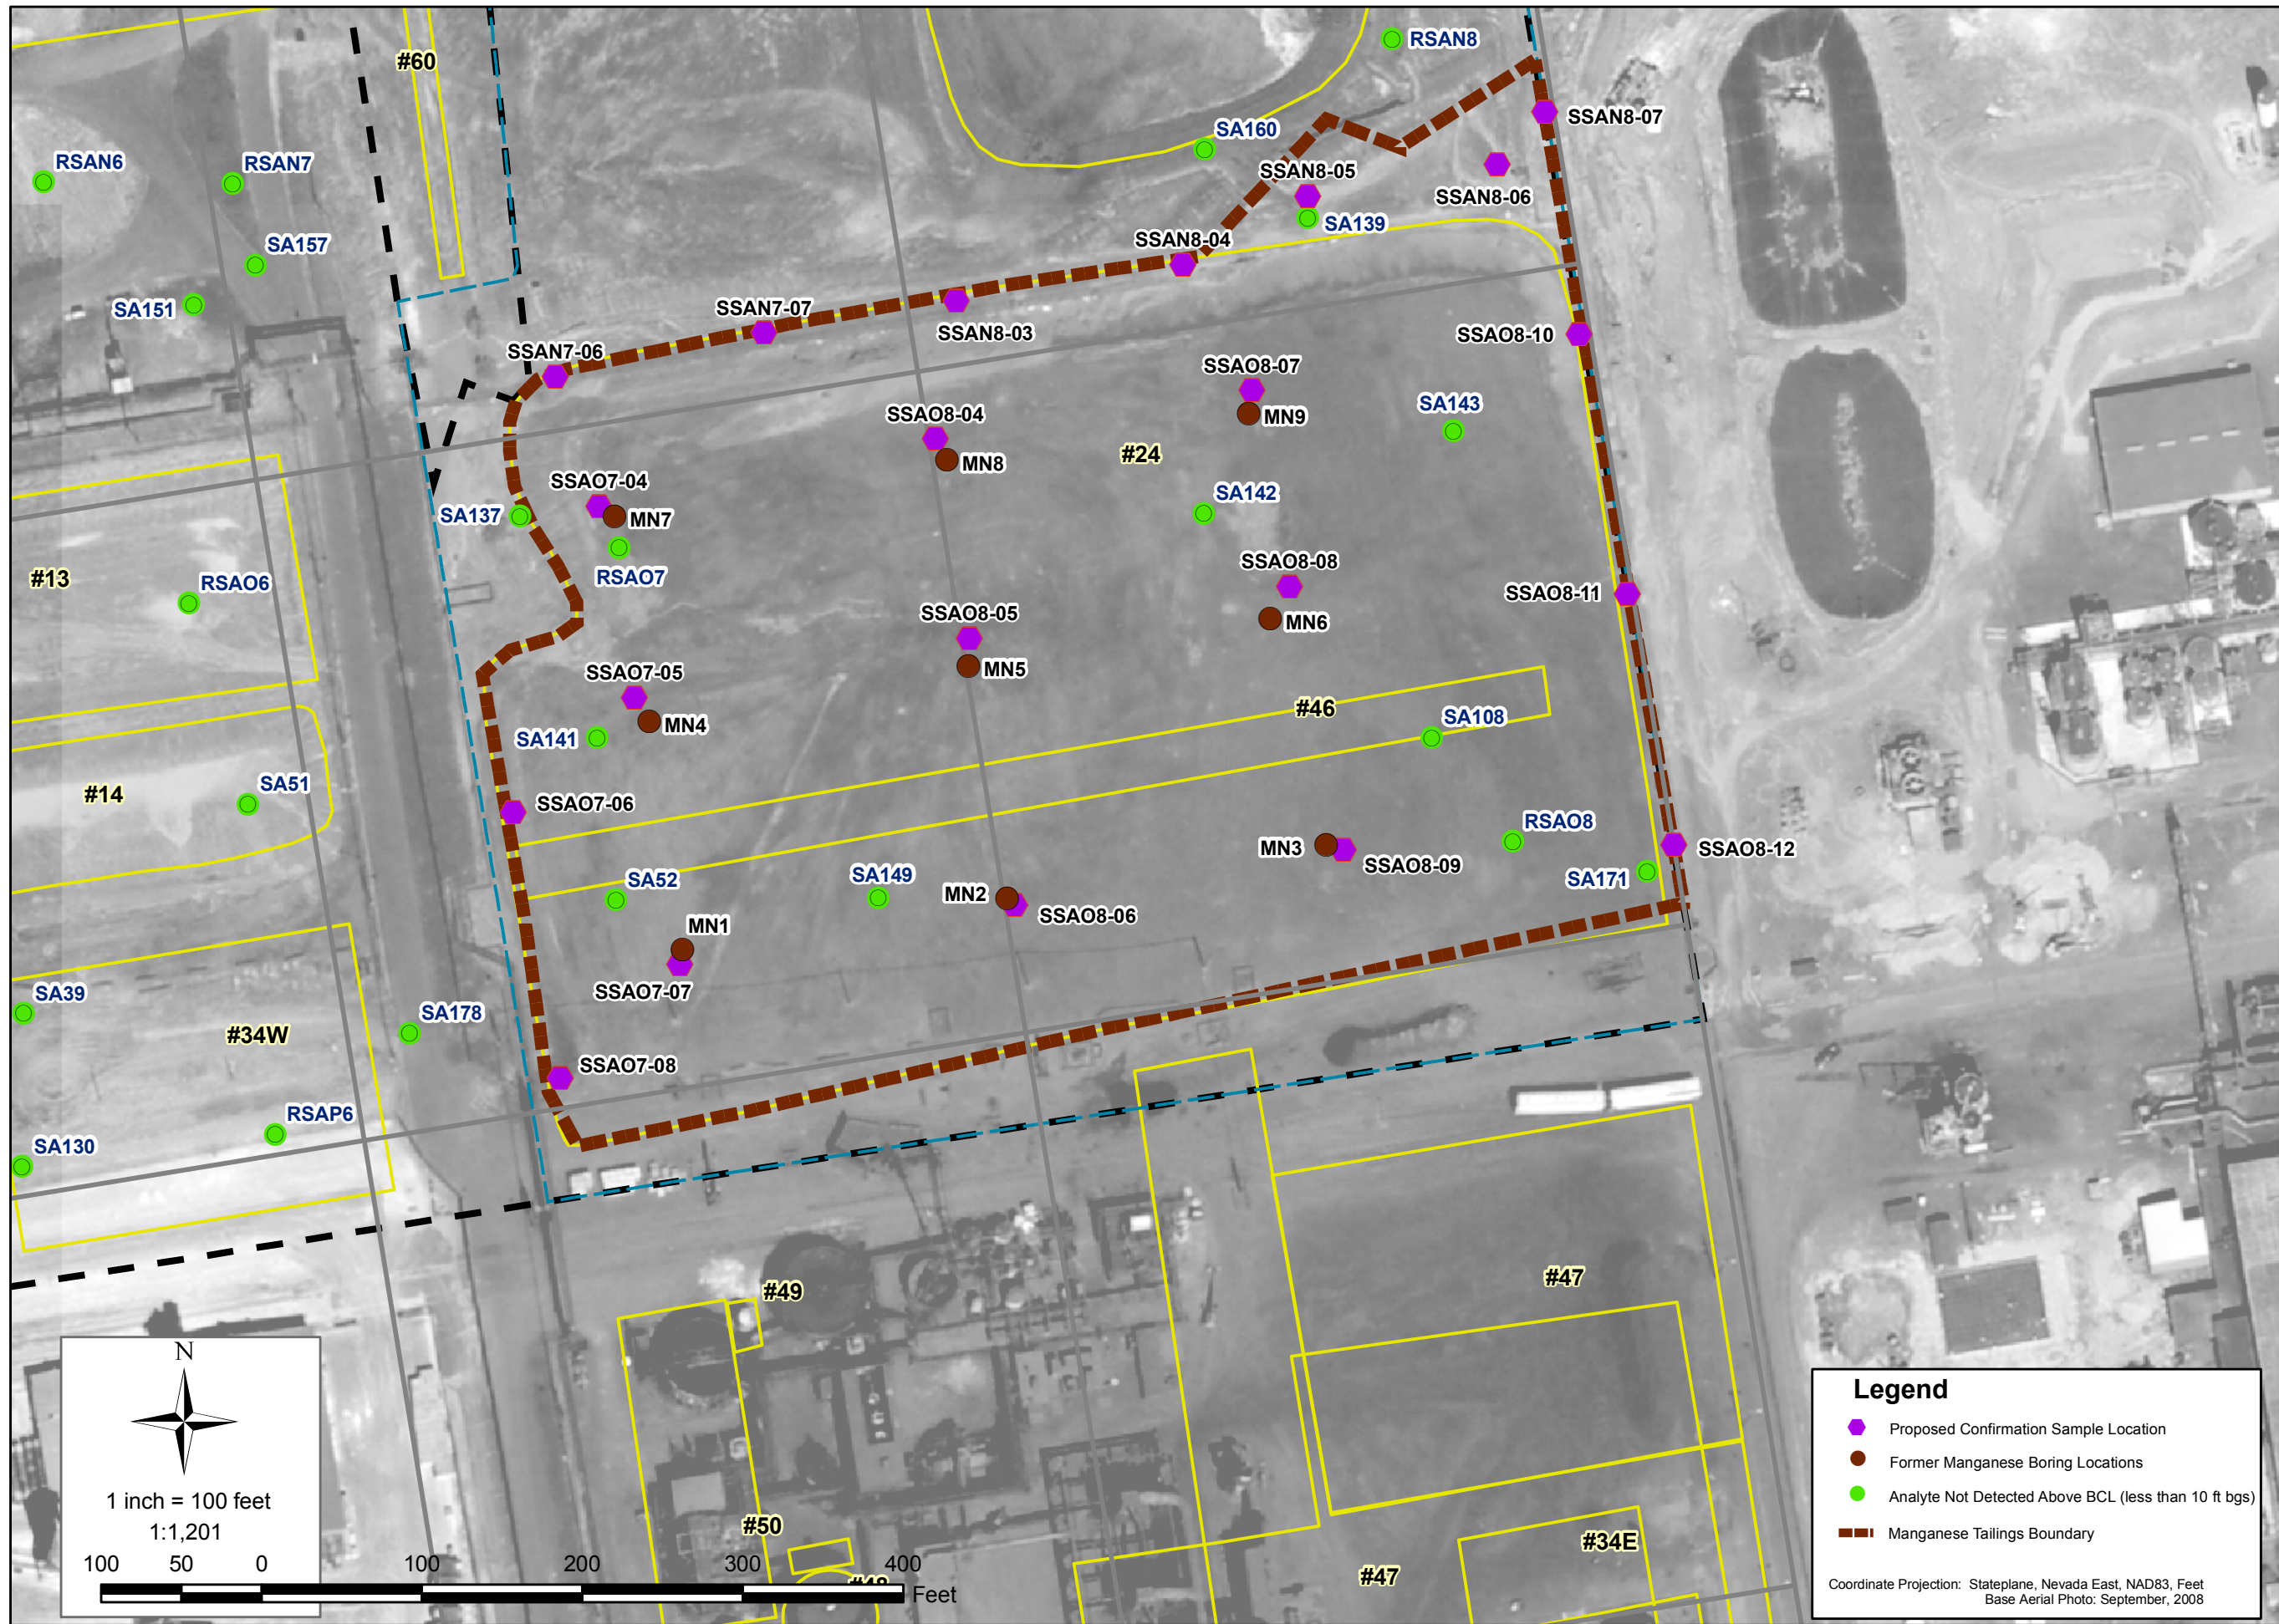 #60
RSAN8
SSAN8-07
SA160
RSAN6
RSAN7
SSAN8-05
SSAN8-06
SA139
SA157
SSAN8-04
SA151
SSAN7-07
SSAN8-03
SSAO8-10
SSAN7-06
SSAO8-07
SSAO8-04
MN9
SA143
#24
MN8
SSAO7-04
SA142
SA137
MN7
RSAO7
#13
RSAO6
SSAO8-08
SSAO8-11
SSAO8-05
MN6
MN5
SSAO7-05
#46
SA108
MN4
SA141
#14
SA51
SSAO7-06
RSAO8
MN3
SSAO8-12
SSAO8-09
SA52
SA149
SA171
MN2
SSAO8-06
MN1
SSAO7-07
SA39
SA178
#34W
SSAO7-08
RSAP6
SA130
#49
#47
#50
#34E
#47
#48
N
1 inch = 100 feet
1:1,201
100 50 0 100 200 300 400
Feet
Legend
Proposed Confirmation Sample Location
Former Manganese Boring Locations
Analyte Not Detected Above BCL (less than 10 ft bgs)
Manganese Tailings Boundary
Coordinate Projection: Stateplane, Nevada East, NAD83, Feet
Base Aerial Photo: September, 2008